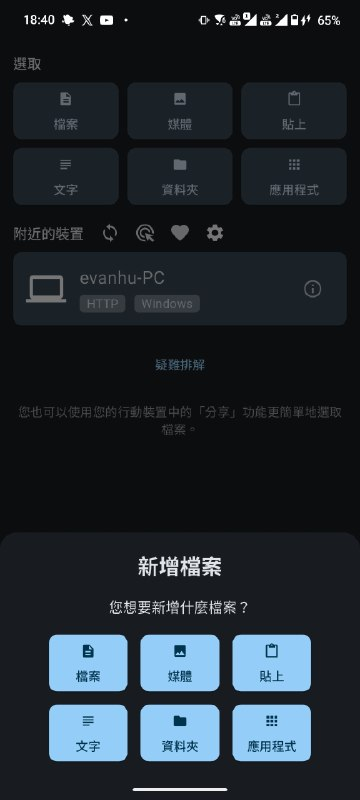 18:40
65%
選取
檔案
媒體
貼上
文字
資料夾
應用程式
附近的裝置
evanhu-PC
HTTP
Windows
疑難排解
您也可以使用您的行動裝置中的「分享」功能更簡單地選取
檔案。
新增檔案
您想要新增什麼檔案？
檔案
媒體
貼上
文字
資料夾
應用程式